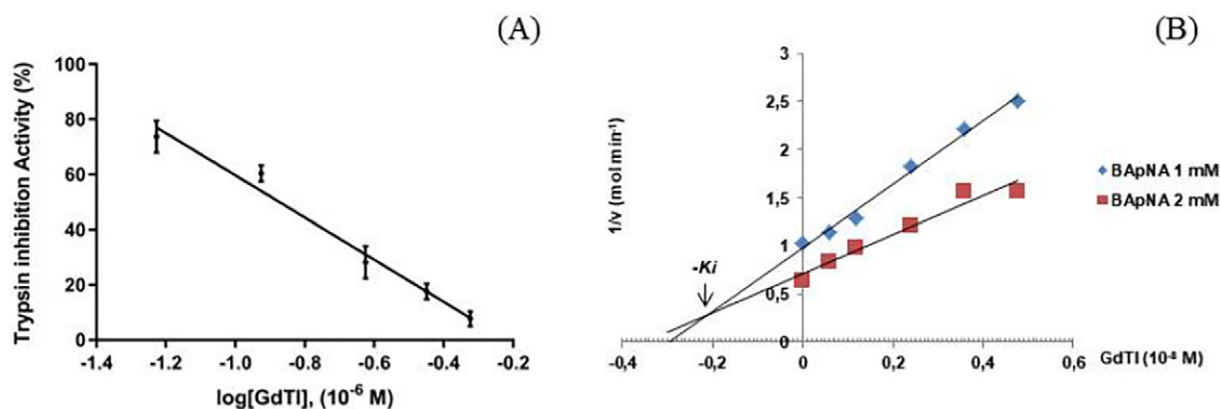 (A)
Trypsin inhibition Activity (%)
100
80
60
40
20
0
-1.4 -1.2 -1.0 -0.8 -0.6 -0.4 -0.2
log[GdTI], (10⁻⁶ M)
(B)
1/v (mol min⁻¹)
3
2,5
2
1,5
1
0,5
0
-Ki
-0,4 -0,2 0 0,2 0,4 0,6
GdTI (10⁻⁸ M)
BApNA 1 mM
BApNA 2 mM